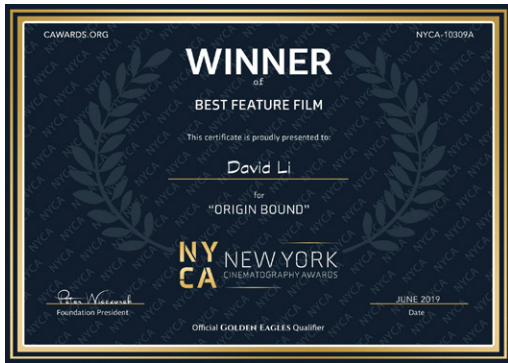 CAWARDS.ORG
NYCA-10309A
WINNER
of
BEST FEATURE FILM
This certificate is proudly presented to:
David Li
for
"ORIGIN BOUND"
NY
CA
NEW YORK
CINEMATOGRAPHY AWARDS
JUNE 2019
Foundation President
Date
Official GOLDEN EAGLES Qualifier